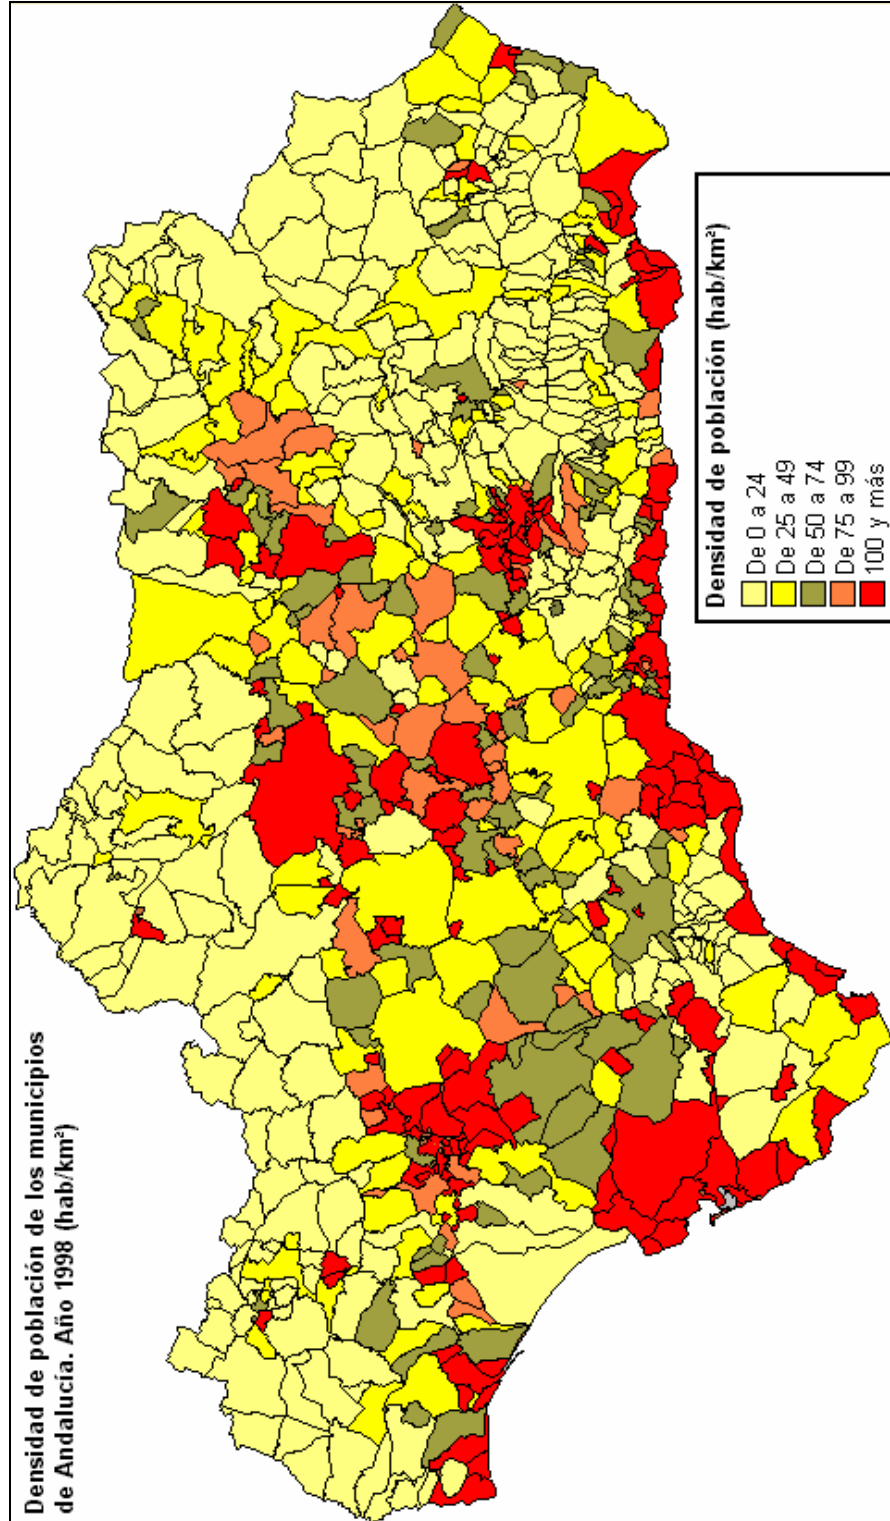 Densidad de población de los municipios
de Andalucía. Año 1998 (hab/km²)
Densidad de población (hab/km²)
De 0 a 24
De 25 a 49
De 50 a 74
De 75 a 99
100 y más